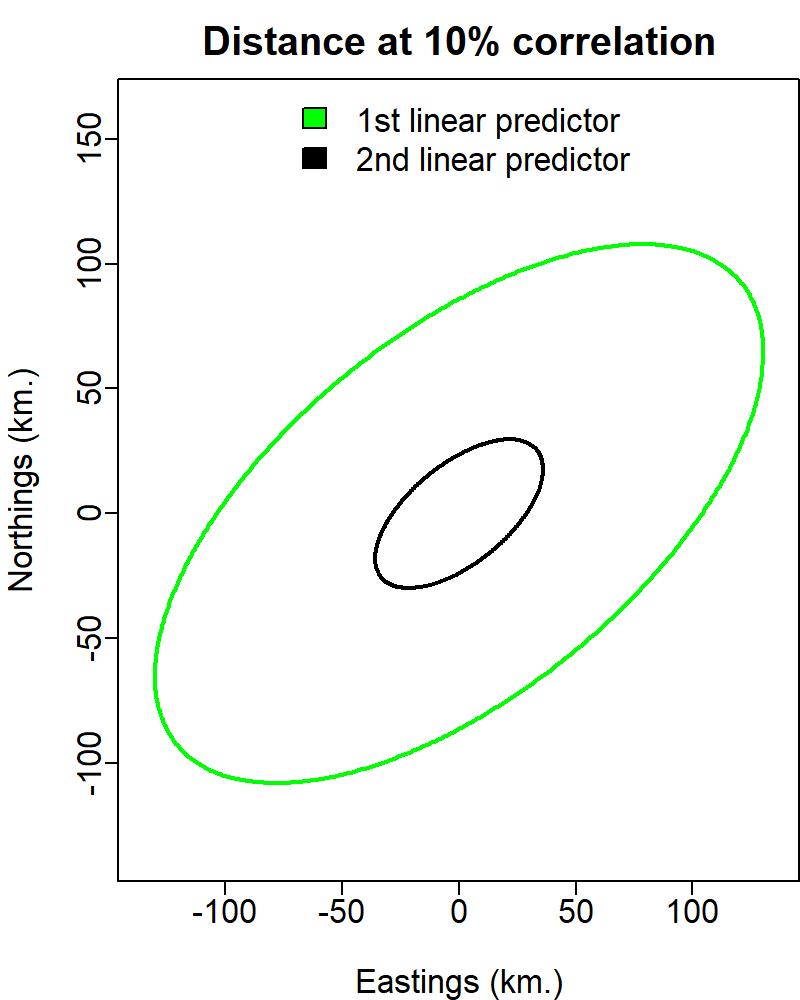 Distance at 10% correlation
1st linear predictor
2nd linear predictor
150
100
50
0
-50
-100
Northings (km.)
-100 -50 0 50 100
Eastings (km.)